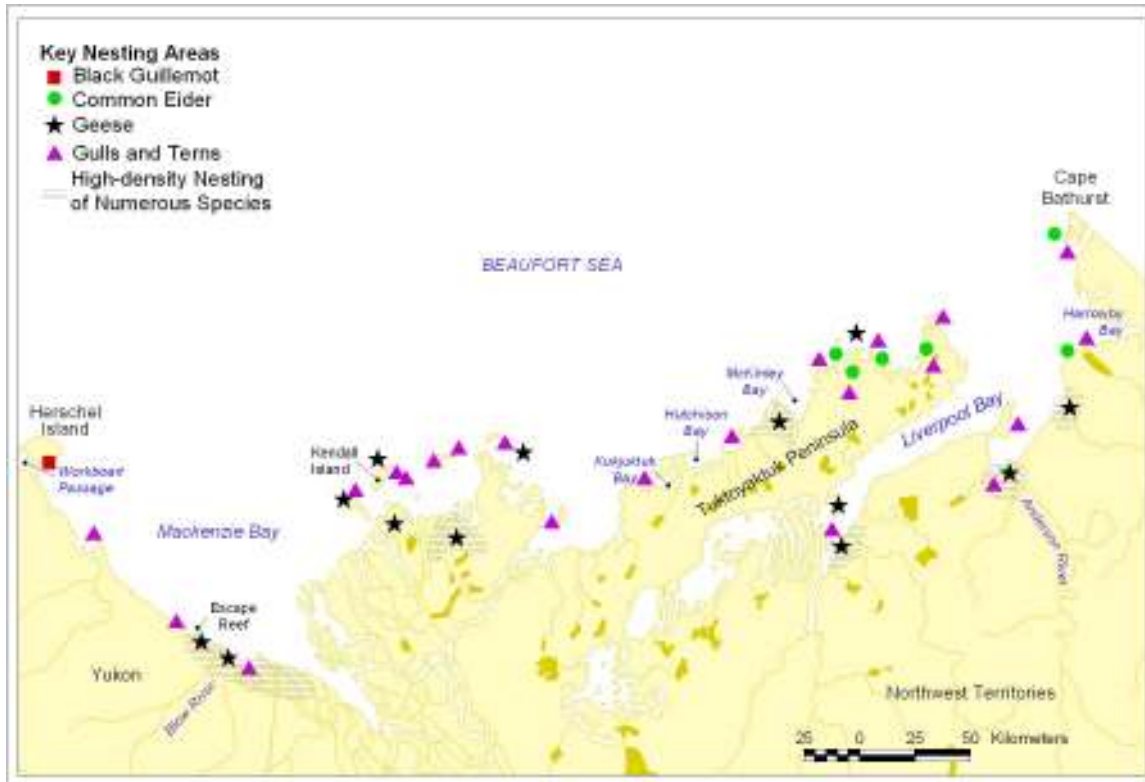 Key Nesting Areas
Black Guillemot
Common Eider
Geese
Gulls and Terns
High-density Nesting
of Numerous Species
Cape
Bathurst
BEAUFORT SEA
Harrowby
Bay
McKinley
Bay
Herschel
Island
Hutchison
Bay
Liverpool Bay
Kendall
Island
Workboat
Passage
Bay
Tuktoyaktuk Peninsula
Mackenzie Bay
Anderson River
Escape
Reef
Yukon
Blow River
Northwest Territories
25 0 25 50 Kilometers